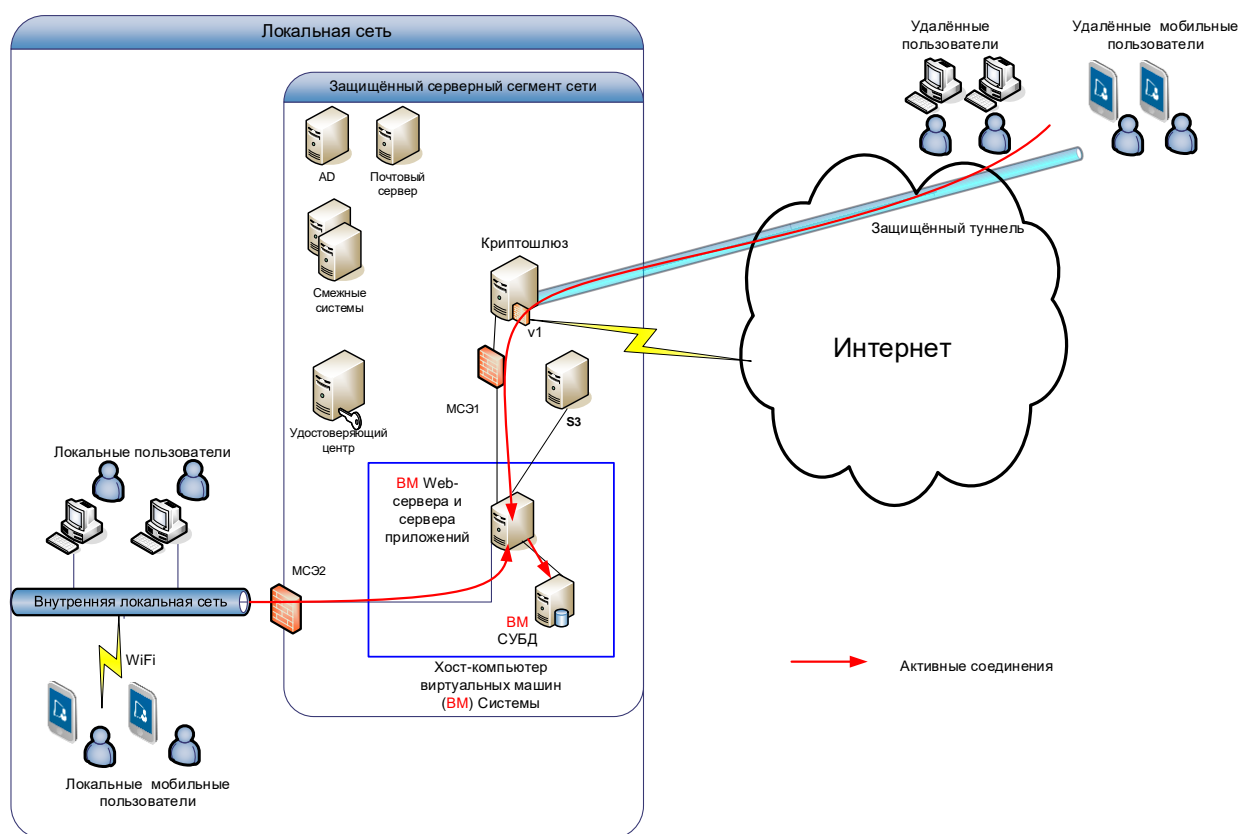 Локальная сеть
Удалённые
пользователи
Удалённые мобильные
пользователи
Защищённый серверный сегмент сети
AD
Почтовый
сервер
Смежные
системы
Криптошлюз
v1
Защищённый туннель
Интернет
МСЭ1
S3
Удостоверяющий
центр
Локальные пользователи
ВМ Web-
сервера и
сервера
приложений
МСЭ2
Внутренняя локальная сеть
ВМ
СУБД
WiFi
Хост-компьютер
виртуальных машин
(ВМ) Системы
Активные соединения
Локальные мобильные
пользователи